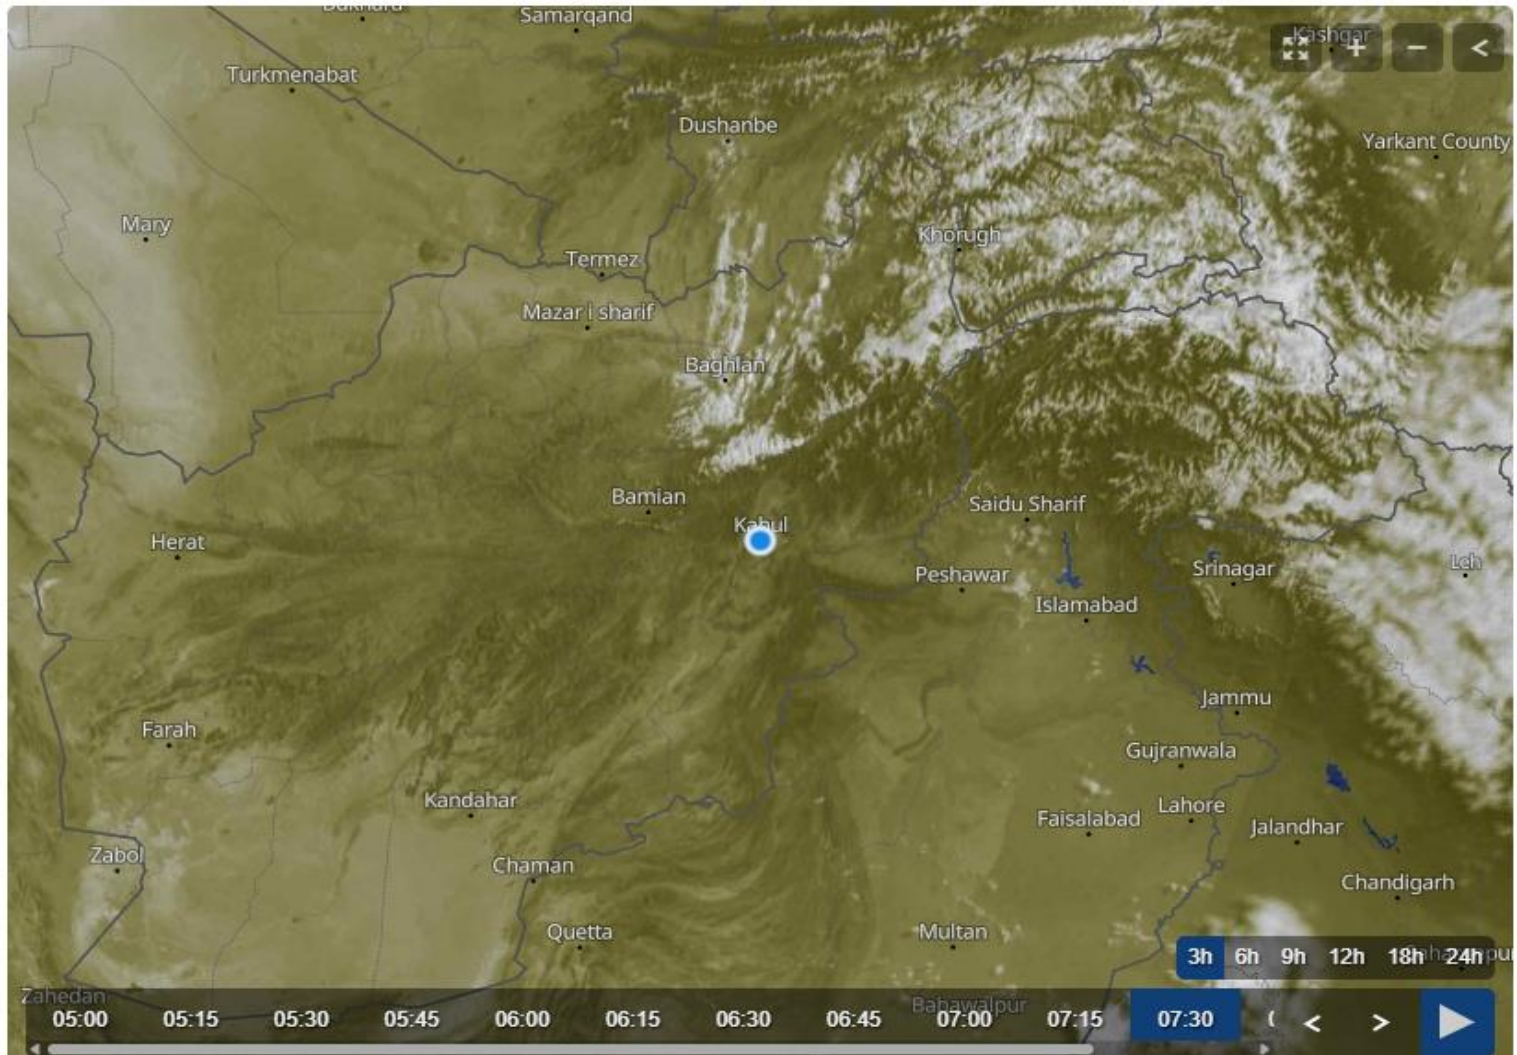 Samarqand
Kashgar
+
−
<
Turkmenabat
Dushanbe
Yarkant County
Mary
Khorugh
Termez
Mazar i sharif
Baghlan
Bamian
Saidu Sharif
Kabul
Herat
Peshawar
Srinagar
Leh
Islamabad
Jammu
Farah
Gujranwala
Kandahar
Faisalabad
Lahore
Jalandhar
Zabol
Chaman
Chandigarh
Quetta
Multan
3h 6h 9h 12h 18h 24h
Zahedan
Bahawalpur
05:00 05:15 05:30 05:45 06:00 06:15 06:30 06:45 07:00 07:15 07:30 < >